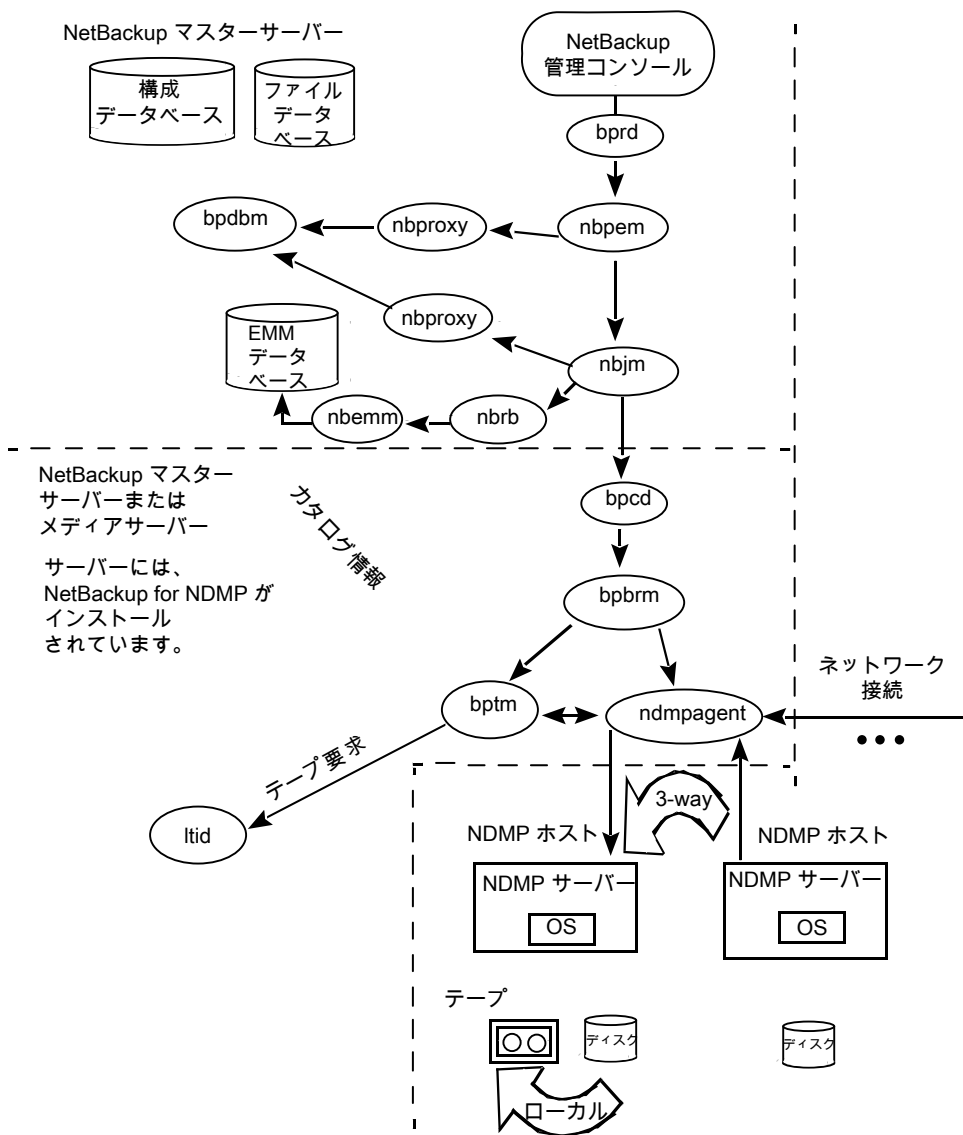 NetBackup マスターサーバー
NetBackup
管理コンソール
構成
データベース
ファイル
データ
ベース
bprd
bpdbm
nbproxy
nbpem
nbproxy
EMM
データ
ベース
nbjm
nbemm
nbrb
NetBackup マスター
サーバーまたは
メディアサーバー
カタログ情報
bpcd
サーバーには、
NetBackup for NDMP が
インストール
されています。
bpbrm
ネットワーク
接続
bptm
ndmpagent
テープ要求
3-way
ltid
NDMP ホスト
NDMP ホスト
NDMP サーバー
NDMP サーバー
OS
OS
テープ
ディスク
ディスク
ローカル